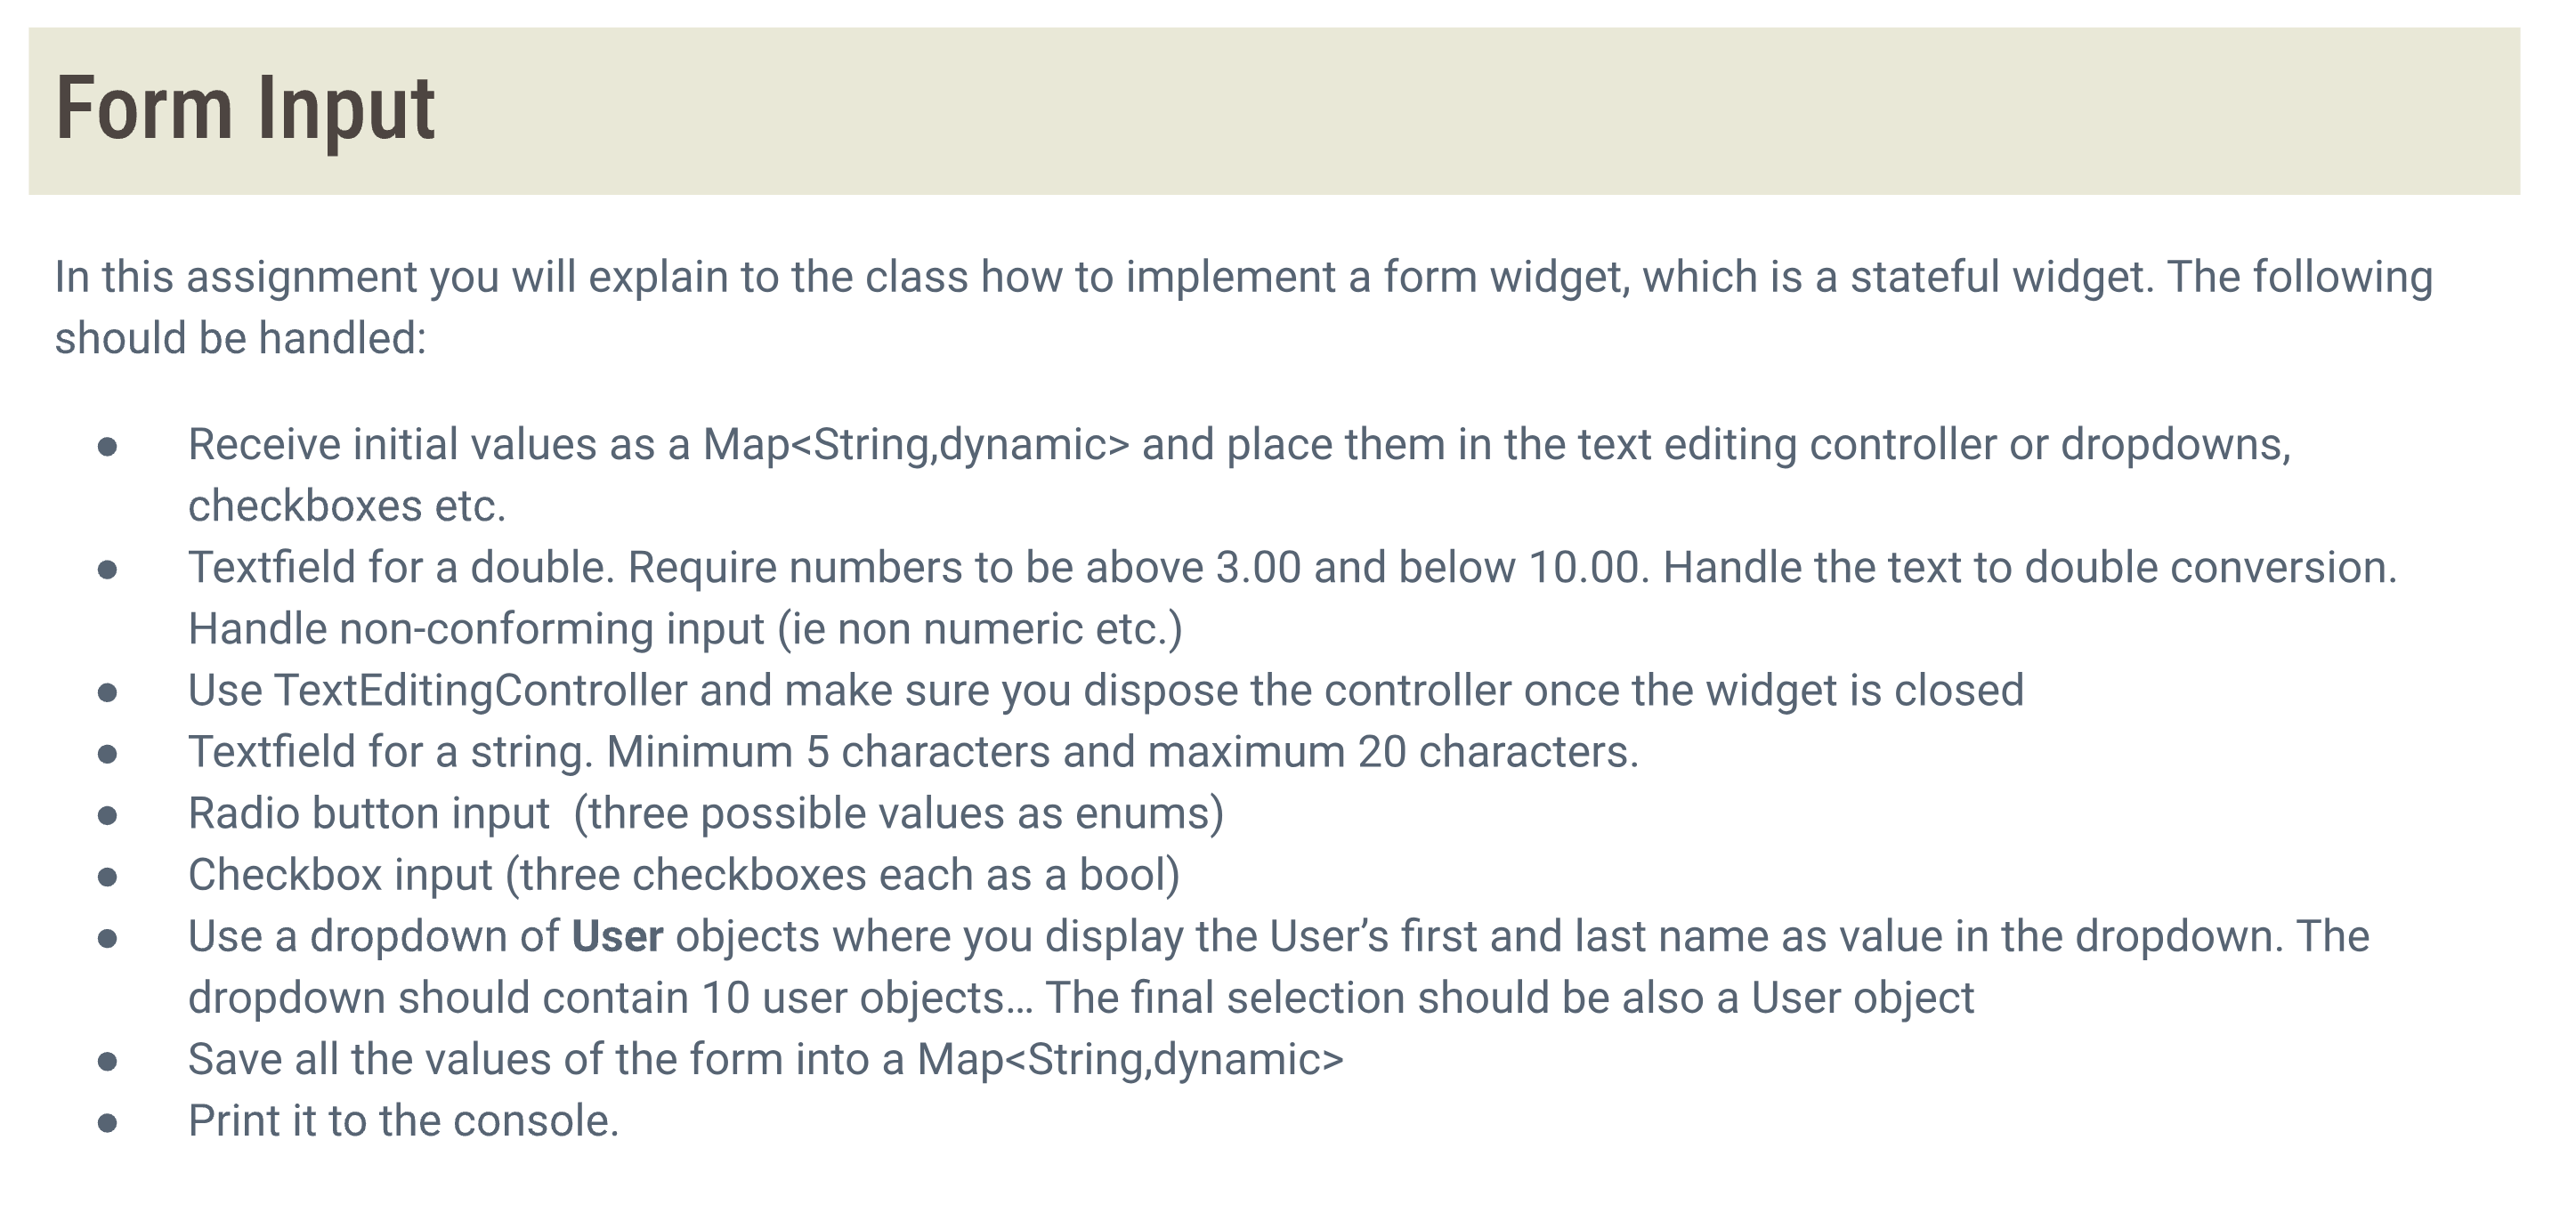 Form Input
In this assignment you will explain to the class how to implement a form widget, which is a stateful widget. The following
should be handled:
● Receive initial values as a Map<String,dynamic> and place them in the text editing controller or dropdowns,
checkboxes etc.
● Textfield for a double. Require numbers to be above 3.00 and below 10.00. Handle the text to double conversion.
Handle non-conforming input (ie non numeric etc.)
● Use TextEditingController and make sure you dispose the controller once the widget is closed
● Textfield for a string. Minimum 5 characters and maximum 20 characters.
● Radio button input  (three possible values as enums)
● Checkbox input (three checkboxes each as a bool)
● Use a dropdown of User objects where you display the User’s first and last name as value in the dropdown. The
dropdown should contain 10 user objects… The final selection should be also a User object
● Save all the values of the form into a Map<String,dynamic>
● Print it to the console.